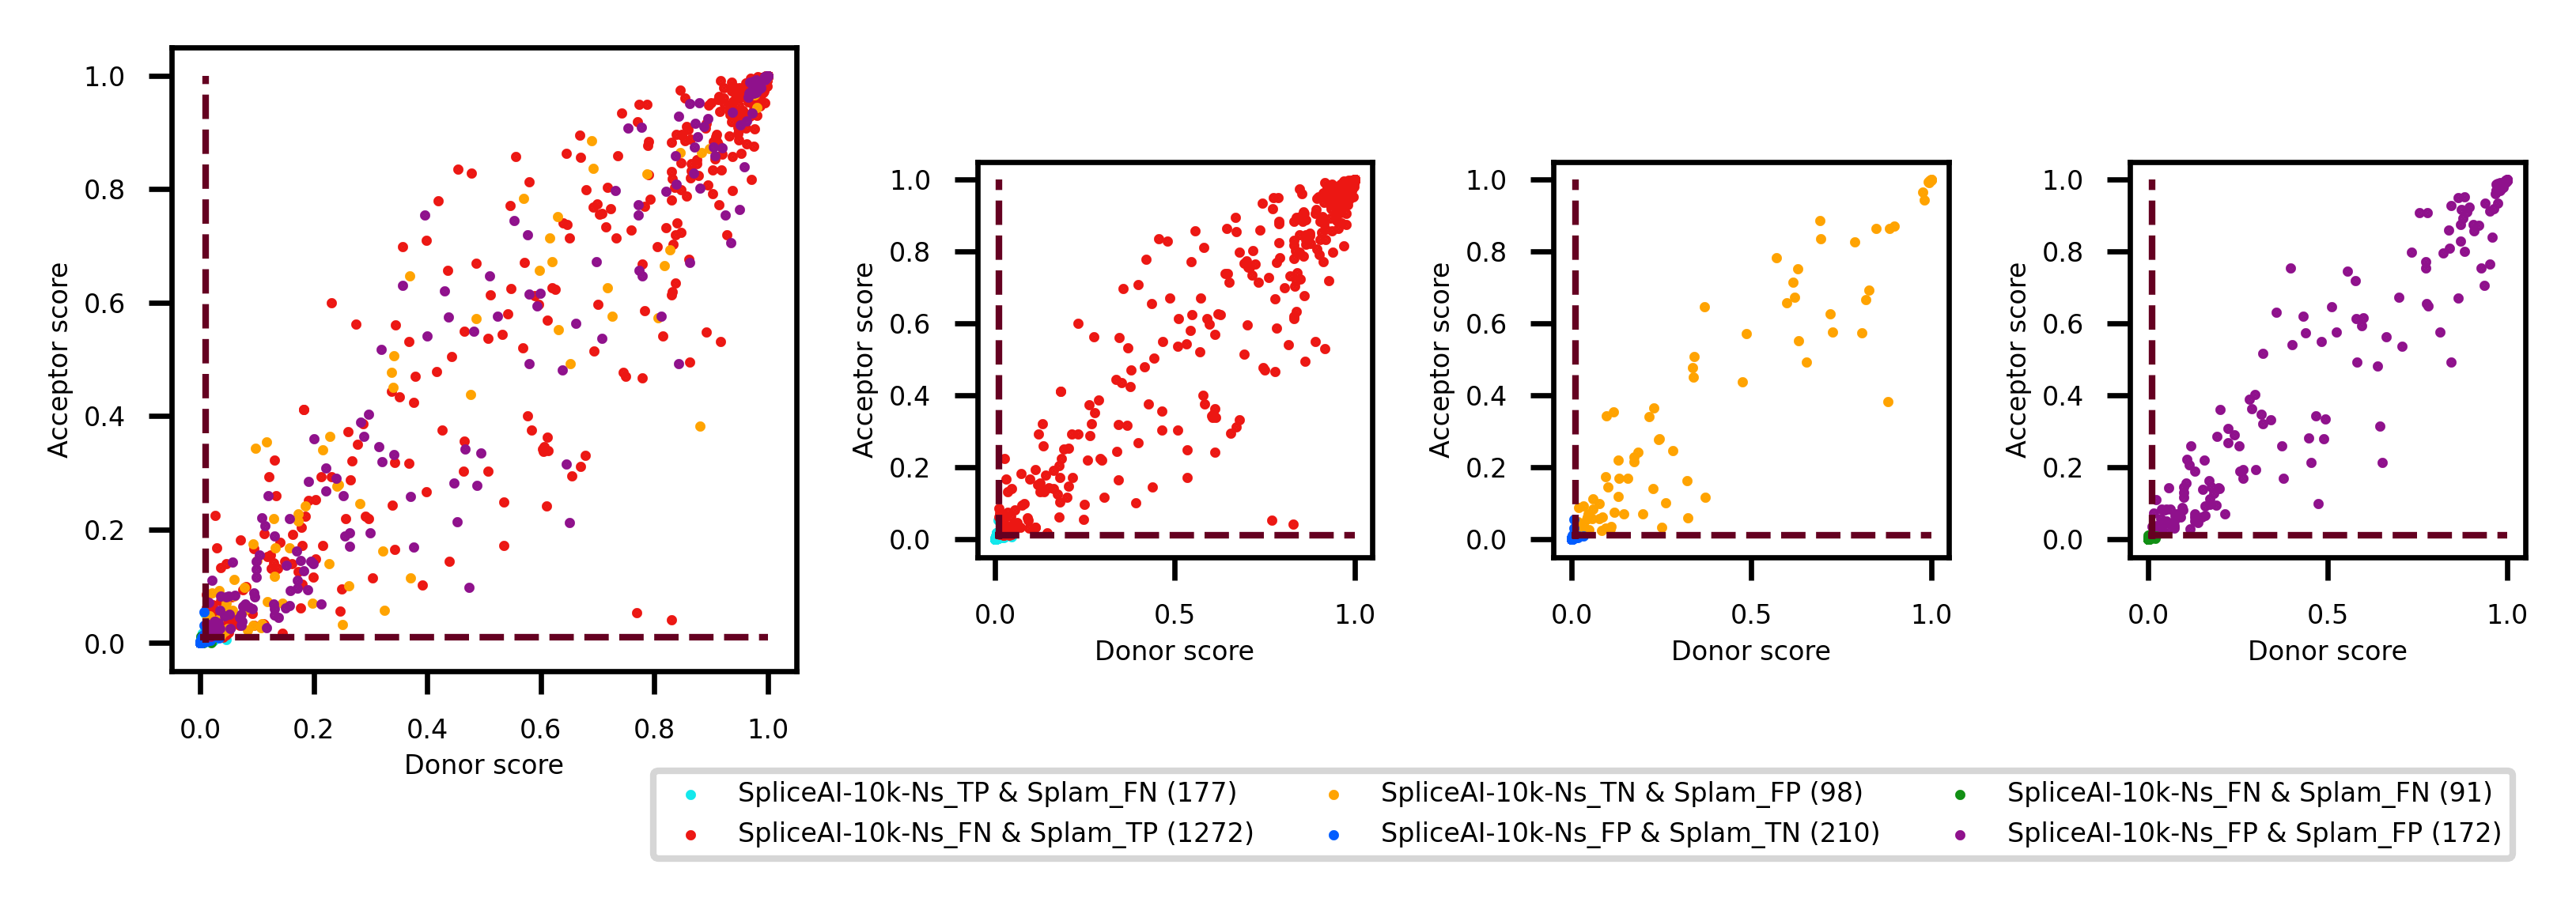 1.0
0.8
0.6
0.4
0.2
0.0
Acceptor score
0.0 0.2 0.4 0.6 0.8 1.0
Donor score
1.0
0.8
0.6
0.4
0.2
0.0
Acceptor score
0.0 0.5 1.0
Donor score
1.0
0.8
0.6
0.4
0.2
0.0
Acceptor score
0.0 0.5 1.0
Donor score
1.0
0.8
0.6
0.4
0.2
0.0
Acceptor score
0.0 0.5 1.0
Donor score
SpliceAI-10k-Ns_TP & Splam_FN (177)
SpliceAI-10k-Ns_FN & Splam_TP (1272)
SpliceAI-10k-Ns_TN & Splam_FP (98)
SpliceAI-10k-Ns_FP & Splam_TN (210)
SpliceAI-10k-Ns_FN & Splam_FN (91)
SpliceAI-10k-Ns_FP & Splam_FP (172)